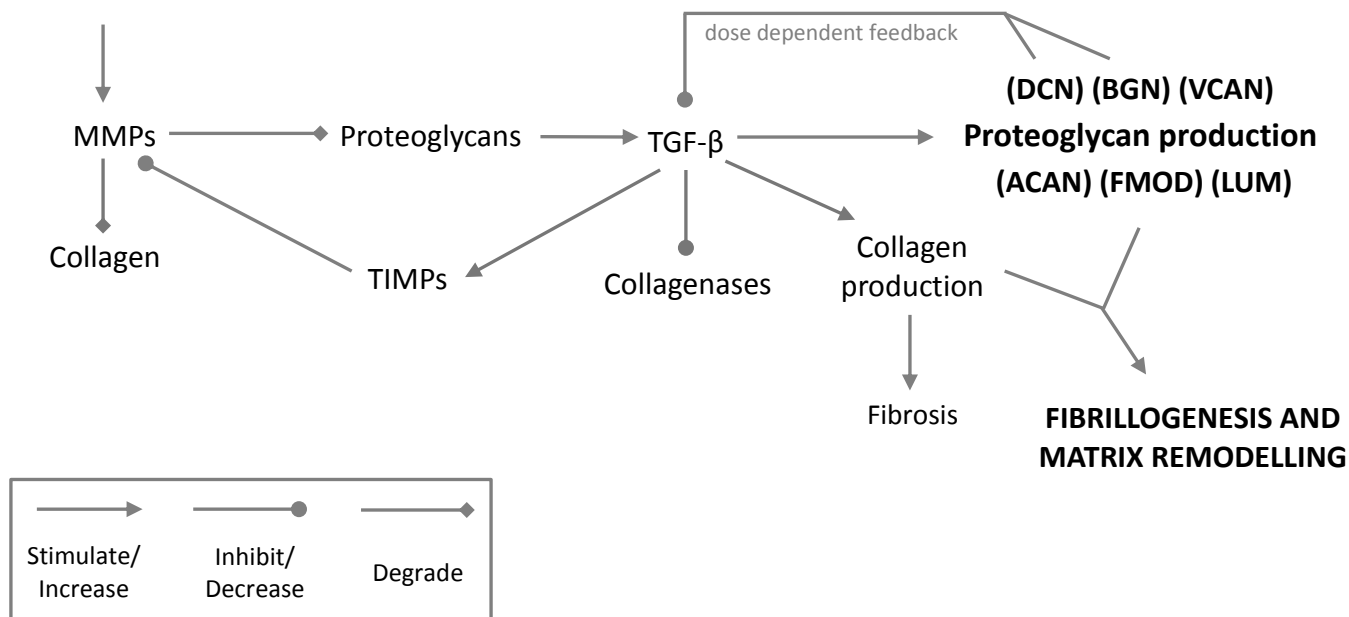 dose dependent feedback
(DCN) (BGN) (VCAN)
MMPs
Proteoglycans
TGF-β
Proteoglycan production
(ACAN) (FMOD) (LUM)
Collagen
TIMPs
Collagenases
Collagen
production
Fibrosis
FIBRILLOGENESIS AND
MATRIX REMODELLING
Stimulate/
Increase
Inhibit/
Decrease
Degrade